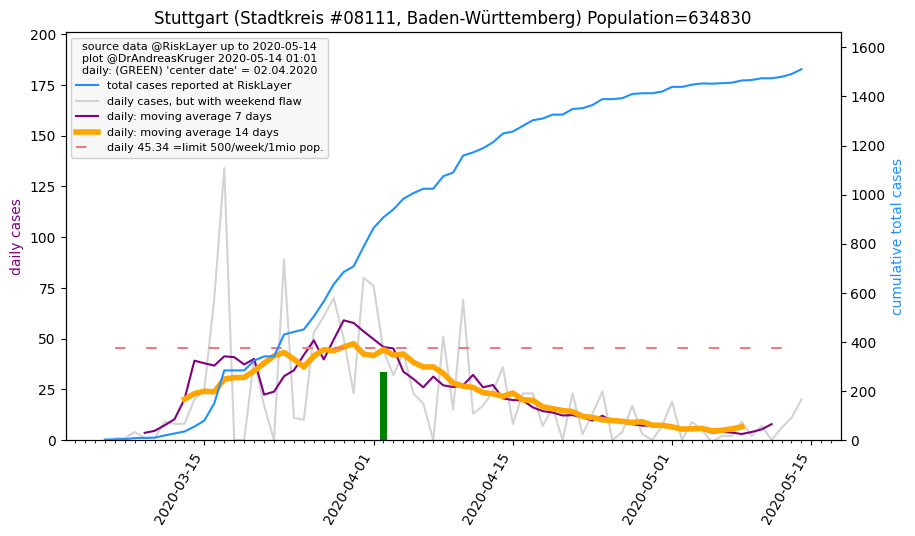 Stuttgart (Stadtkreis #08111, Baden-Württemberg) Population=634830
source data @RiskLayer up to 2020-05-14
plot @DrAndreasKruger 2020-05-14 01:01
daily: (GREEN) 'center date' = 02.04.2020
total cases reported at RiskLayer
daily cases, but with weekend flaw
daily: moving average 7 days
daily: moving average 14 days
daily 45.34 =limit 500/week/1mio pop.
daily cases
200
175
150
125
100
75
50
25
0
1600
1400
1200
1000
800
600
400
200
0
cumulative total cases
2020-03-15
2020-04-01
2020-04-15
2020-05-01
2020-05-15